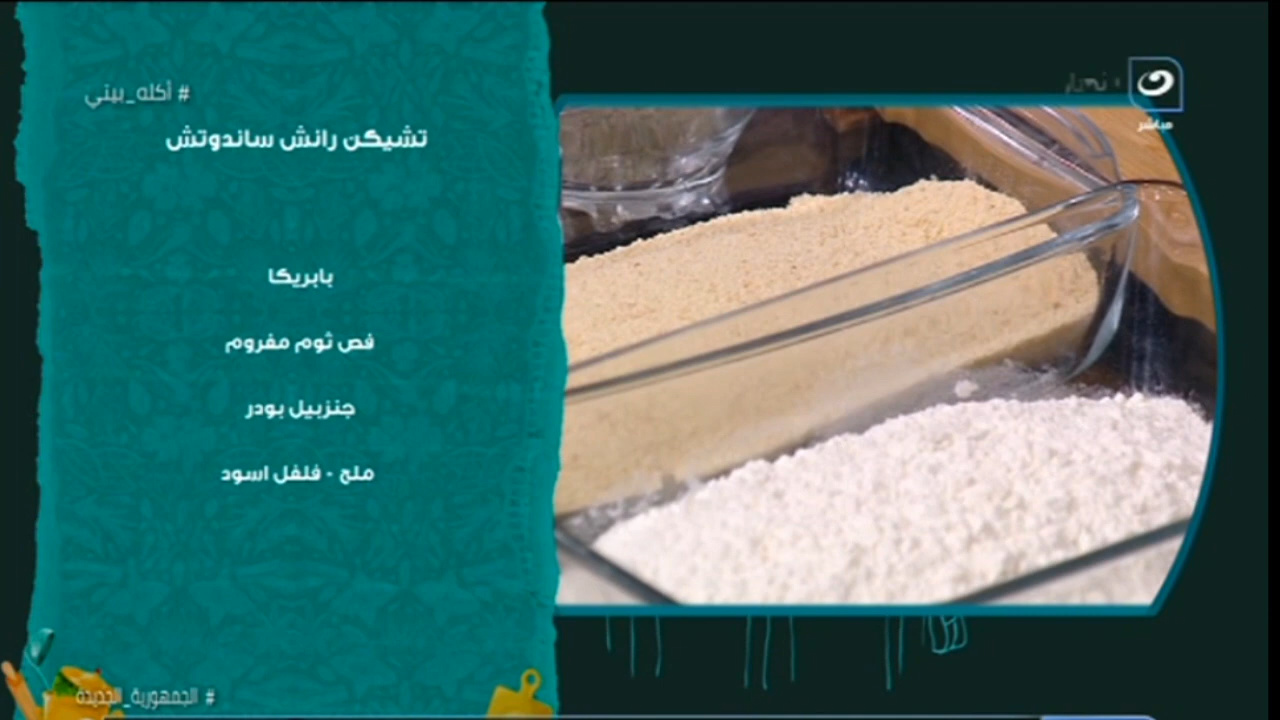 # أكله_بيتي
تشيكن رانش ساندوتش
بابريكا
فص ثوم مفروم
جنزبيل بودر
ملح - فلفل اسود
# الجمهورية_الجديدة
مباشر